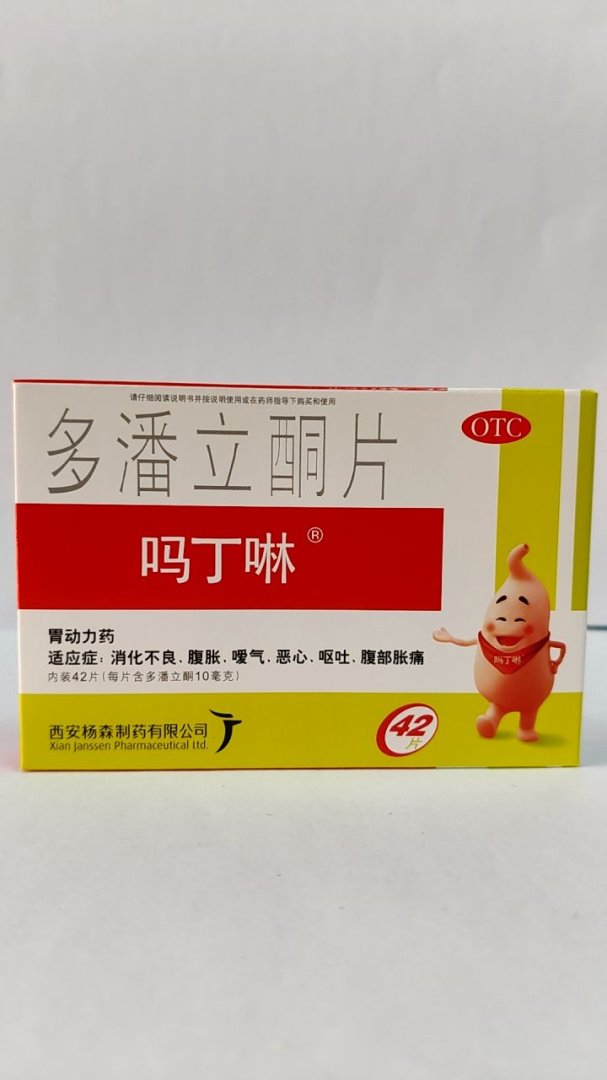 请仔细阅读说明书并按说明使用或在药师指导下购买和使用
多潘立酮片
OTC
吗丁啉®
胃动力药
适应症：消化不良、腹胀、嗳气、恶心、呕吐、腹部胀痛
内装42片(每片含多潘立酮10毫克)
吗丁啉
西安杨森制药有限公司
Xian Janssen Pharmaceutical Ltd.
42
片